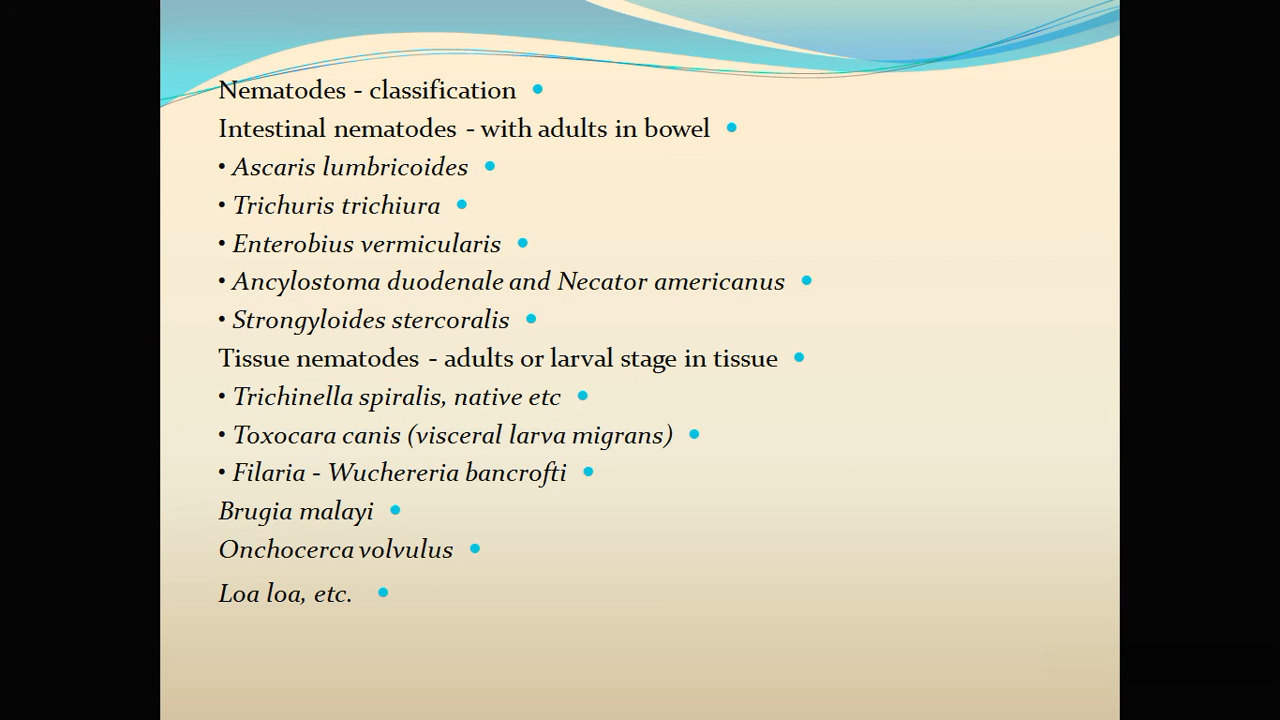 Nematodes - classification •
Intestinal nematodes - with adults in bowel •
• Ascaris lumbricoides •
• Trichuris trichiura •
• Enterobius vermicularis •
• Ancylostoma duodenale and Necator americanus •
• Strongyloides stercoralis •
Tissue nematodes - adults or larval stage in tissue •
• Trichinella spiralis, native etc •
• Toxocara canis (visceral larva migrans) •
• Filaria - Wuchereria bancrofti •
Brugia malayi •
Onchocerca volvulus •
Loa loa, etc. •